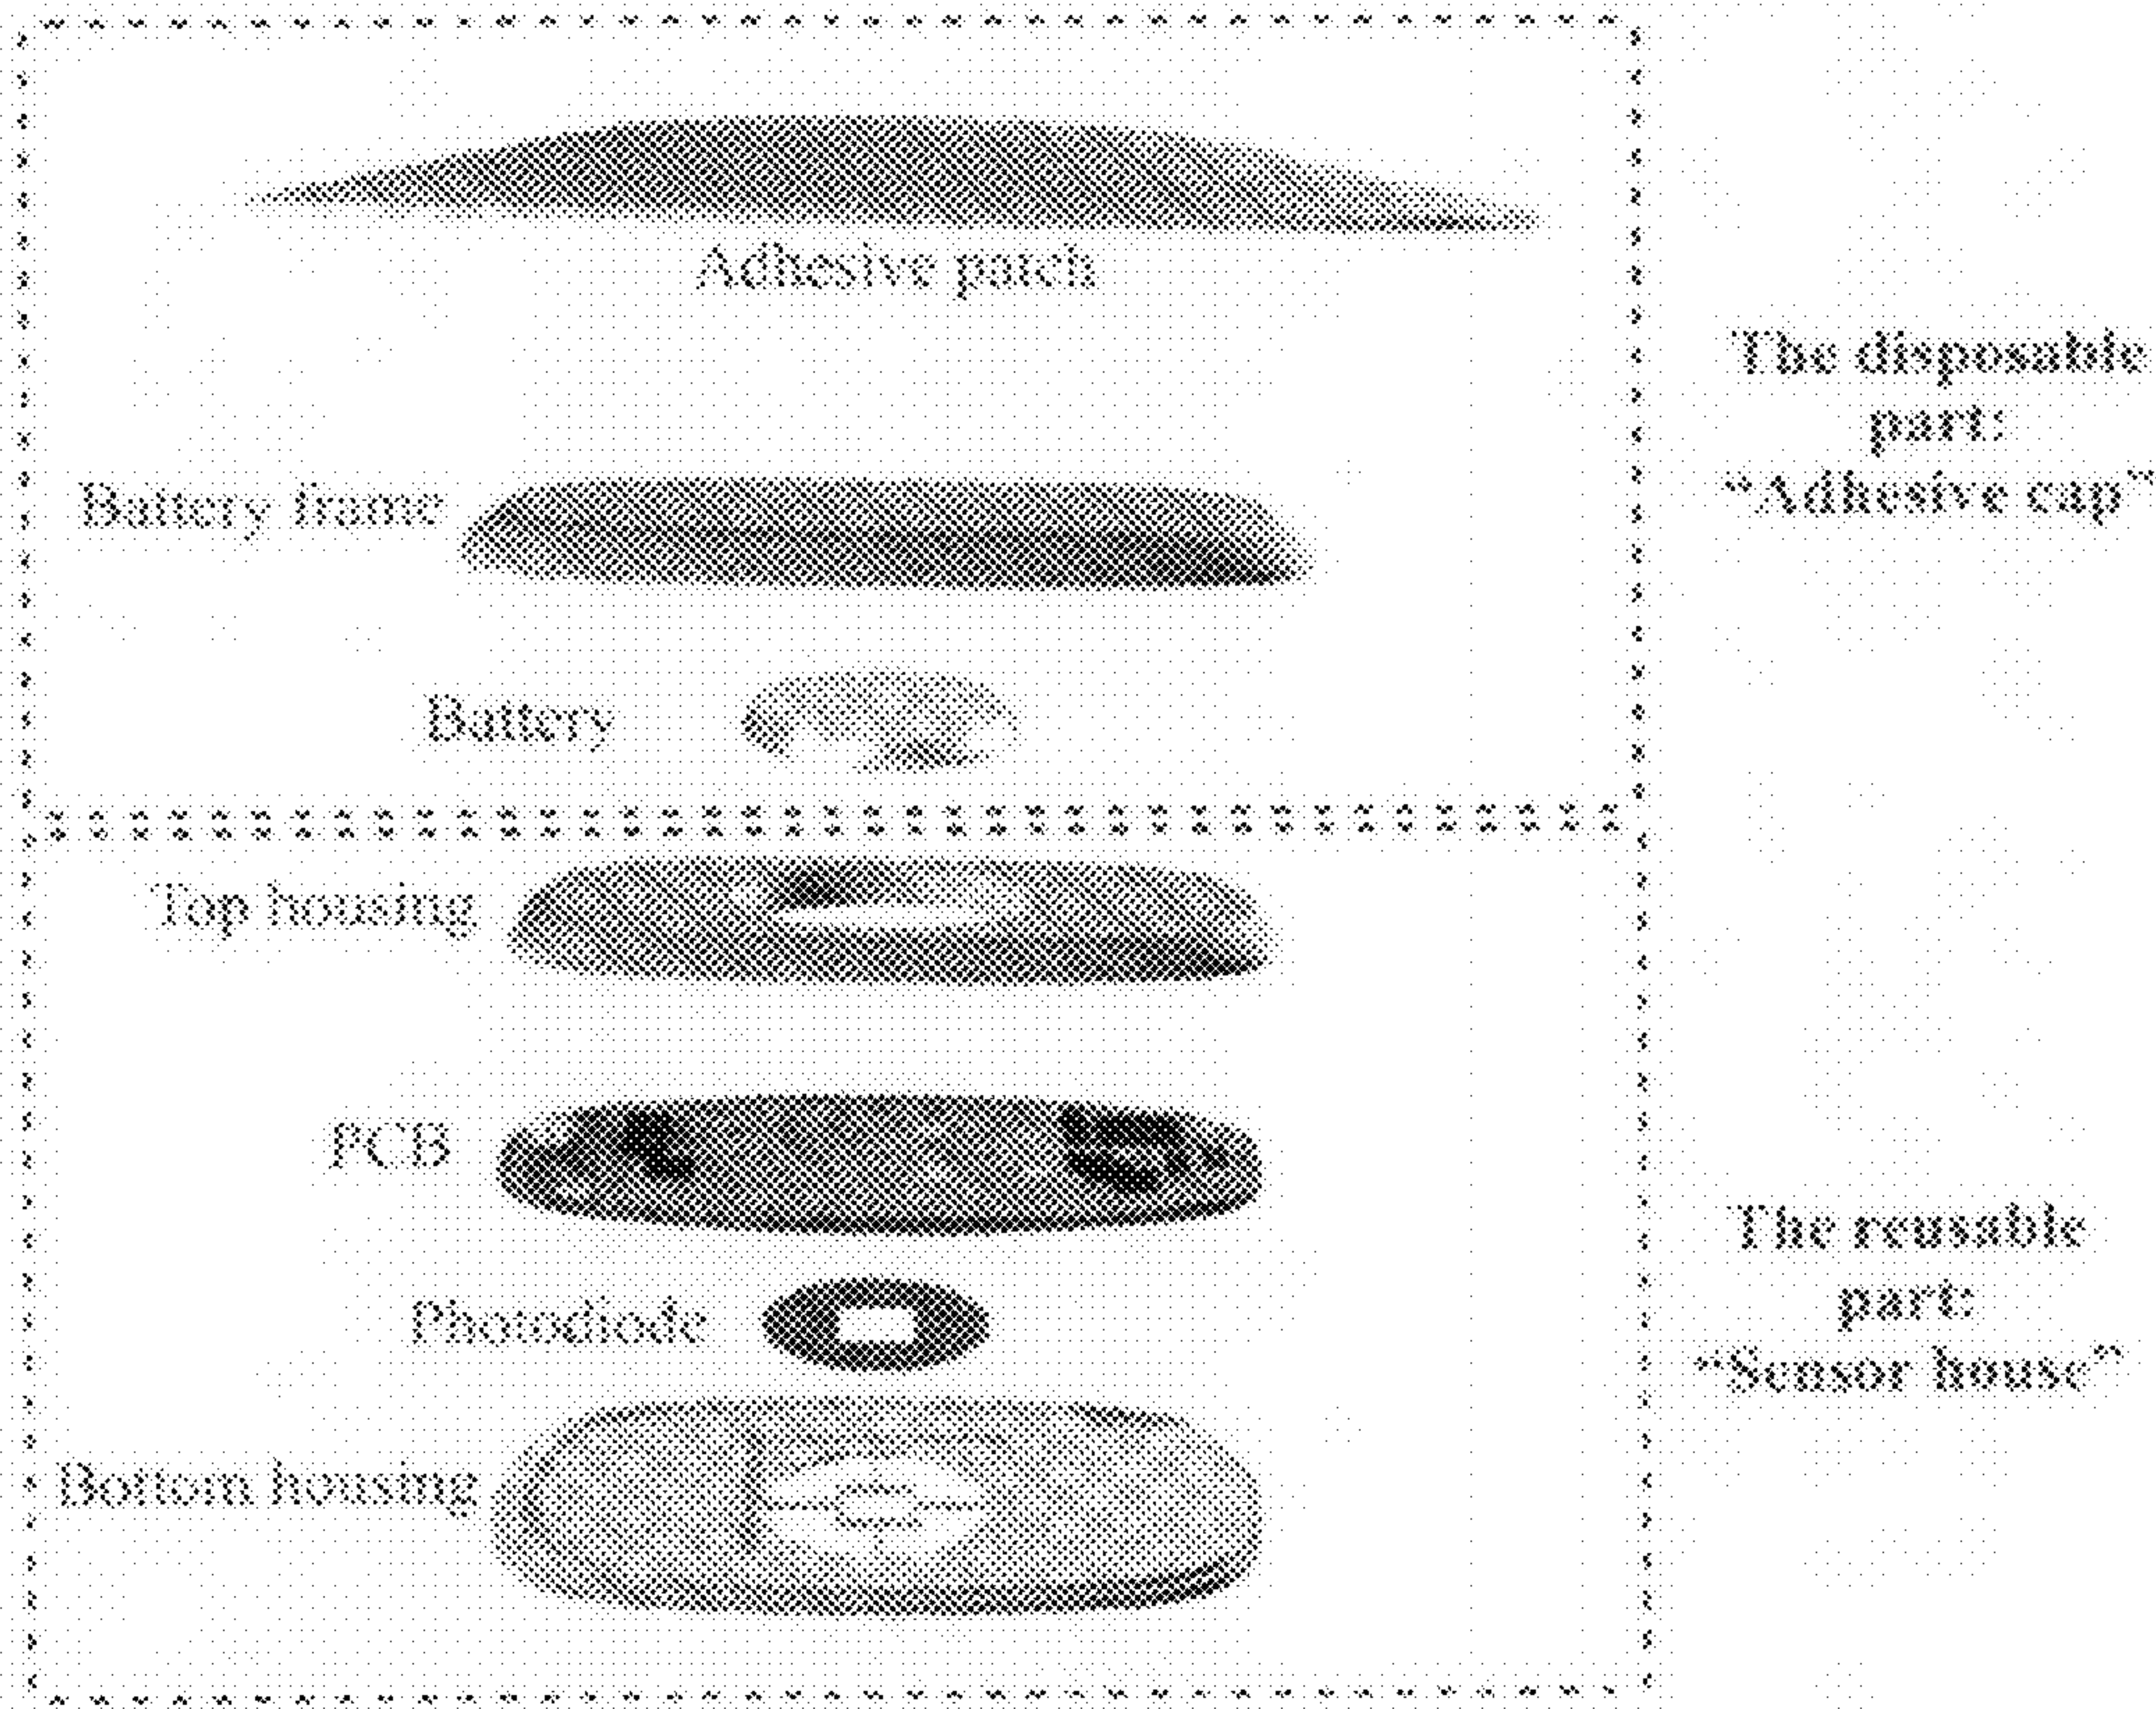 Adhesive patch
The disposable
part:
“Adhesive cap”
Battery frame
Battery
Top housing
PCB
Photodiode
The reusable
part:
“Sensor house”
Bottom housing